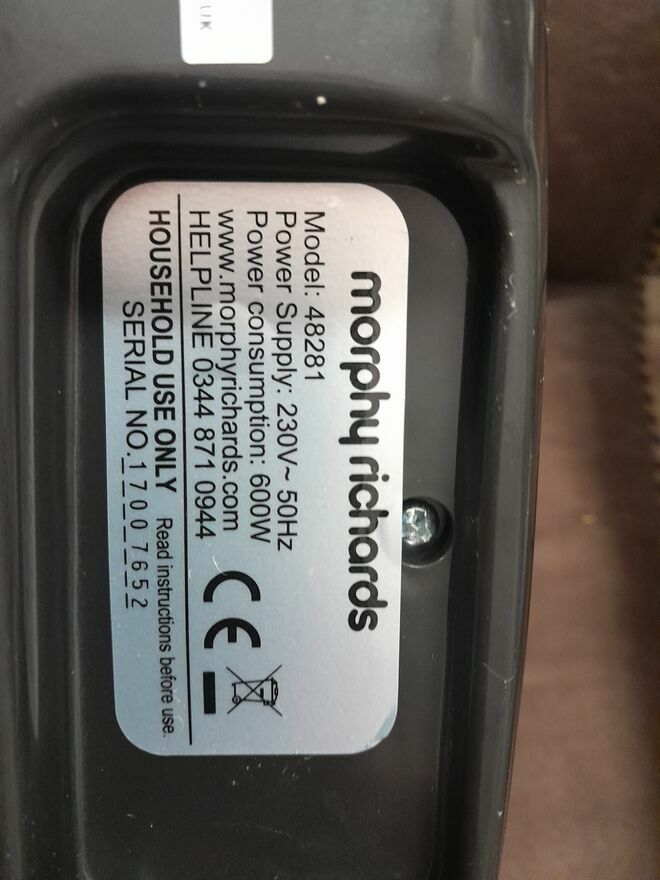 UK
morphy richards
Model: 48281
Power Supply: 230V~ 50Hz
Power consumption: 600W
www.morphyrichards.com
HELPLINE 0344 871 0944
CE
HOUSEHOLD USE ONLY Read instructions before use.
SERIAL NO.17007652